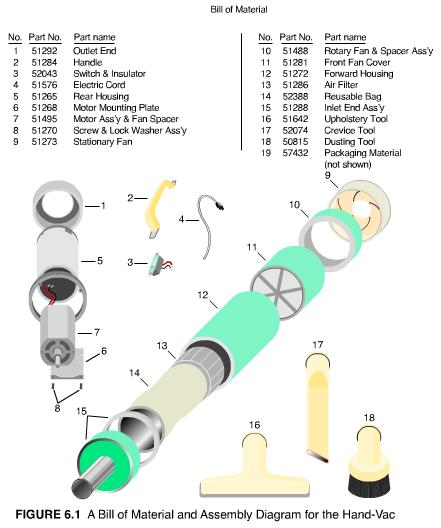 Bill of Material
No. Part No. Part name
1 51292 Outlet End
2 51284 Handle
3 52043 Switch & Insulator
4 51576 Electric Cord
5 51265 Rear Housing
6 51268 Motor Mounting Plate
7 51495 Motor Ass'y & Fan Spacer
8 51270 Screw & Lock Washer Ass'y
9 51273 Stationary Fan
No. Part No. Part name
10 51488 Rotary Fan & Spacer Ass'y
11 51281 Front Fan Cover
12 51272 Forward Housing
13 51286 Air Filter
14 52388 Reusable Bag
15 51288 Inlet End Ass'y
16 51642 Upholstery Tool
17 52074 Crevice Tool
18 50815 Dusting Tool
19 57432 Packaging Material
(not shown)
9
2
10
1
4
11
5
3
12
7
13
17
6
14
8
15
16
18
FIGURE 6.1 A Bill of Material and Assembly Diagram for the Hand-Vac